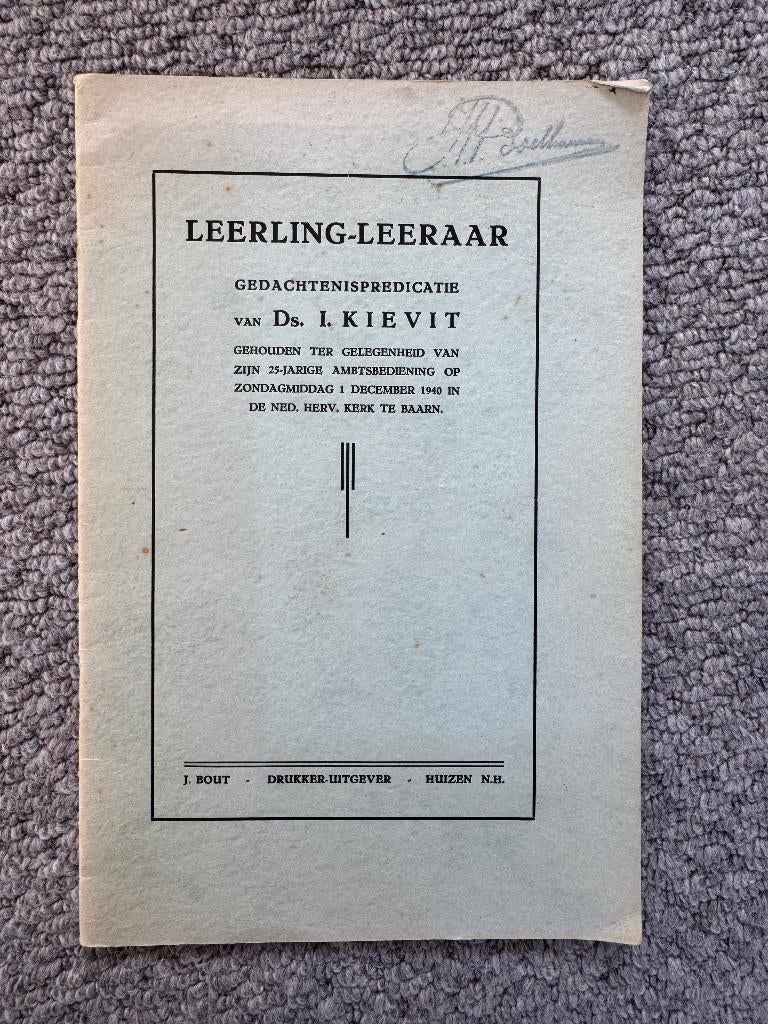 LEERLING-LEERAAR
GEDACHTENISPREDICATIE
VAN Ds. I. KIEVIT
GEHOUDEN TER GELEGENHEID VAN
ZIJN 25-JARIGE AMBTSBEDIENING OP
ZONDAGMIDDAG 1 DECEMBER 1940 IN
DE NED. HERV. KERK TE BAARN.
J. BOUT - DRUKKER-UITGEVER - HUIZEN N.H.